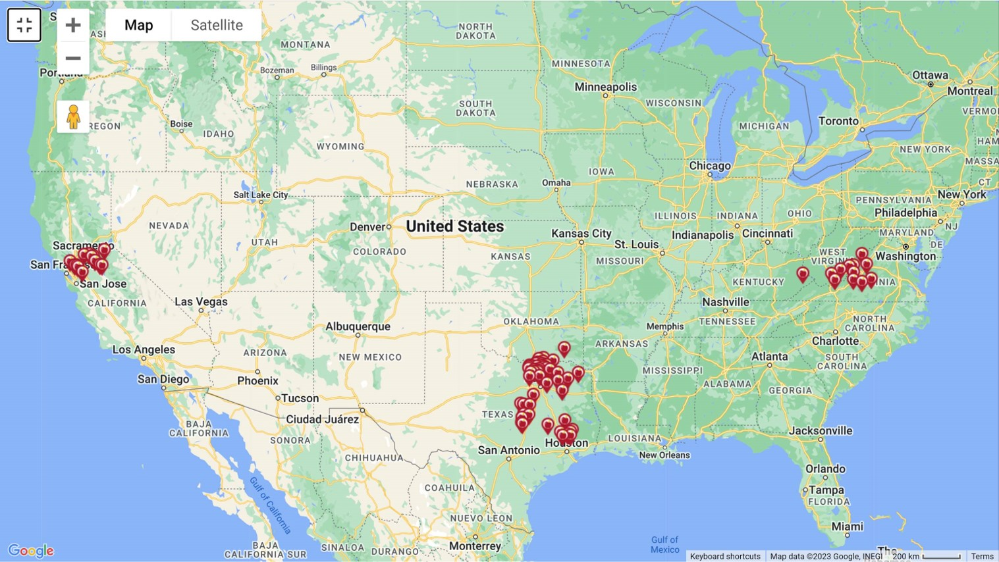 Map
Satellite
NORTH
DAKOTA
MONTANA
Bozeman
Billings
MINNESOTA
Minneapolis
Ottawa
Montreal
Portland
SOUTH
DAKOTA
WISCONSIN
MICHIGAN
Toronto
Boise
IDAHO
WYOMING
NEW YORK
IOWA
Chicago
NEBRASKA
Omaha
Salt Lake City
CT
New York
PENNSYLVANIA
Philadelphia
NJ
NEVADA
Denver
United States
ILLINOIS
INDIANA
OHIO
Kansas City
Indianapolis
Cincinnati
MARYLAND
DE
Sacramento
UTAH
COLORADO
KANSAS
St. Louis
MISSOURI
WEST
Washington
San Jose
KENTUCKY
CALIFORNIA
Las Vegas
Nashville
TENNESSEE
Albuquerque
OKLAHOMA
Memphis
NORTH
CAROLINA
Los Angeles
ARIZONA
NEW MEXICO
ARKANSAS
Charlotte
Atlanta
SOUTH
CAROLINA
San Diego
Phoenix
MISSISSIPPI
ALABAMA
GEORGIA
Tucson
Ciudad Juárez
TEXAS
BAJA
CALIFORNIA
SONORA
Jacksonville
LOUISIANA
Houston
San Antonio
New Orleans
CHIHUAHUA
Orlando
Gulf of California
COAHUILA
Tampa
FLORIDA
NUEVO LEON
Miami
Gulf of
Mexico
Monterrey
BAJA
CALIFORNIA SUR
SINALOA
DURANGO
The
Google
Keyboard shortcuts
Map data ©2023 Google, INEGI
200 km
Terms